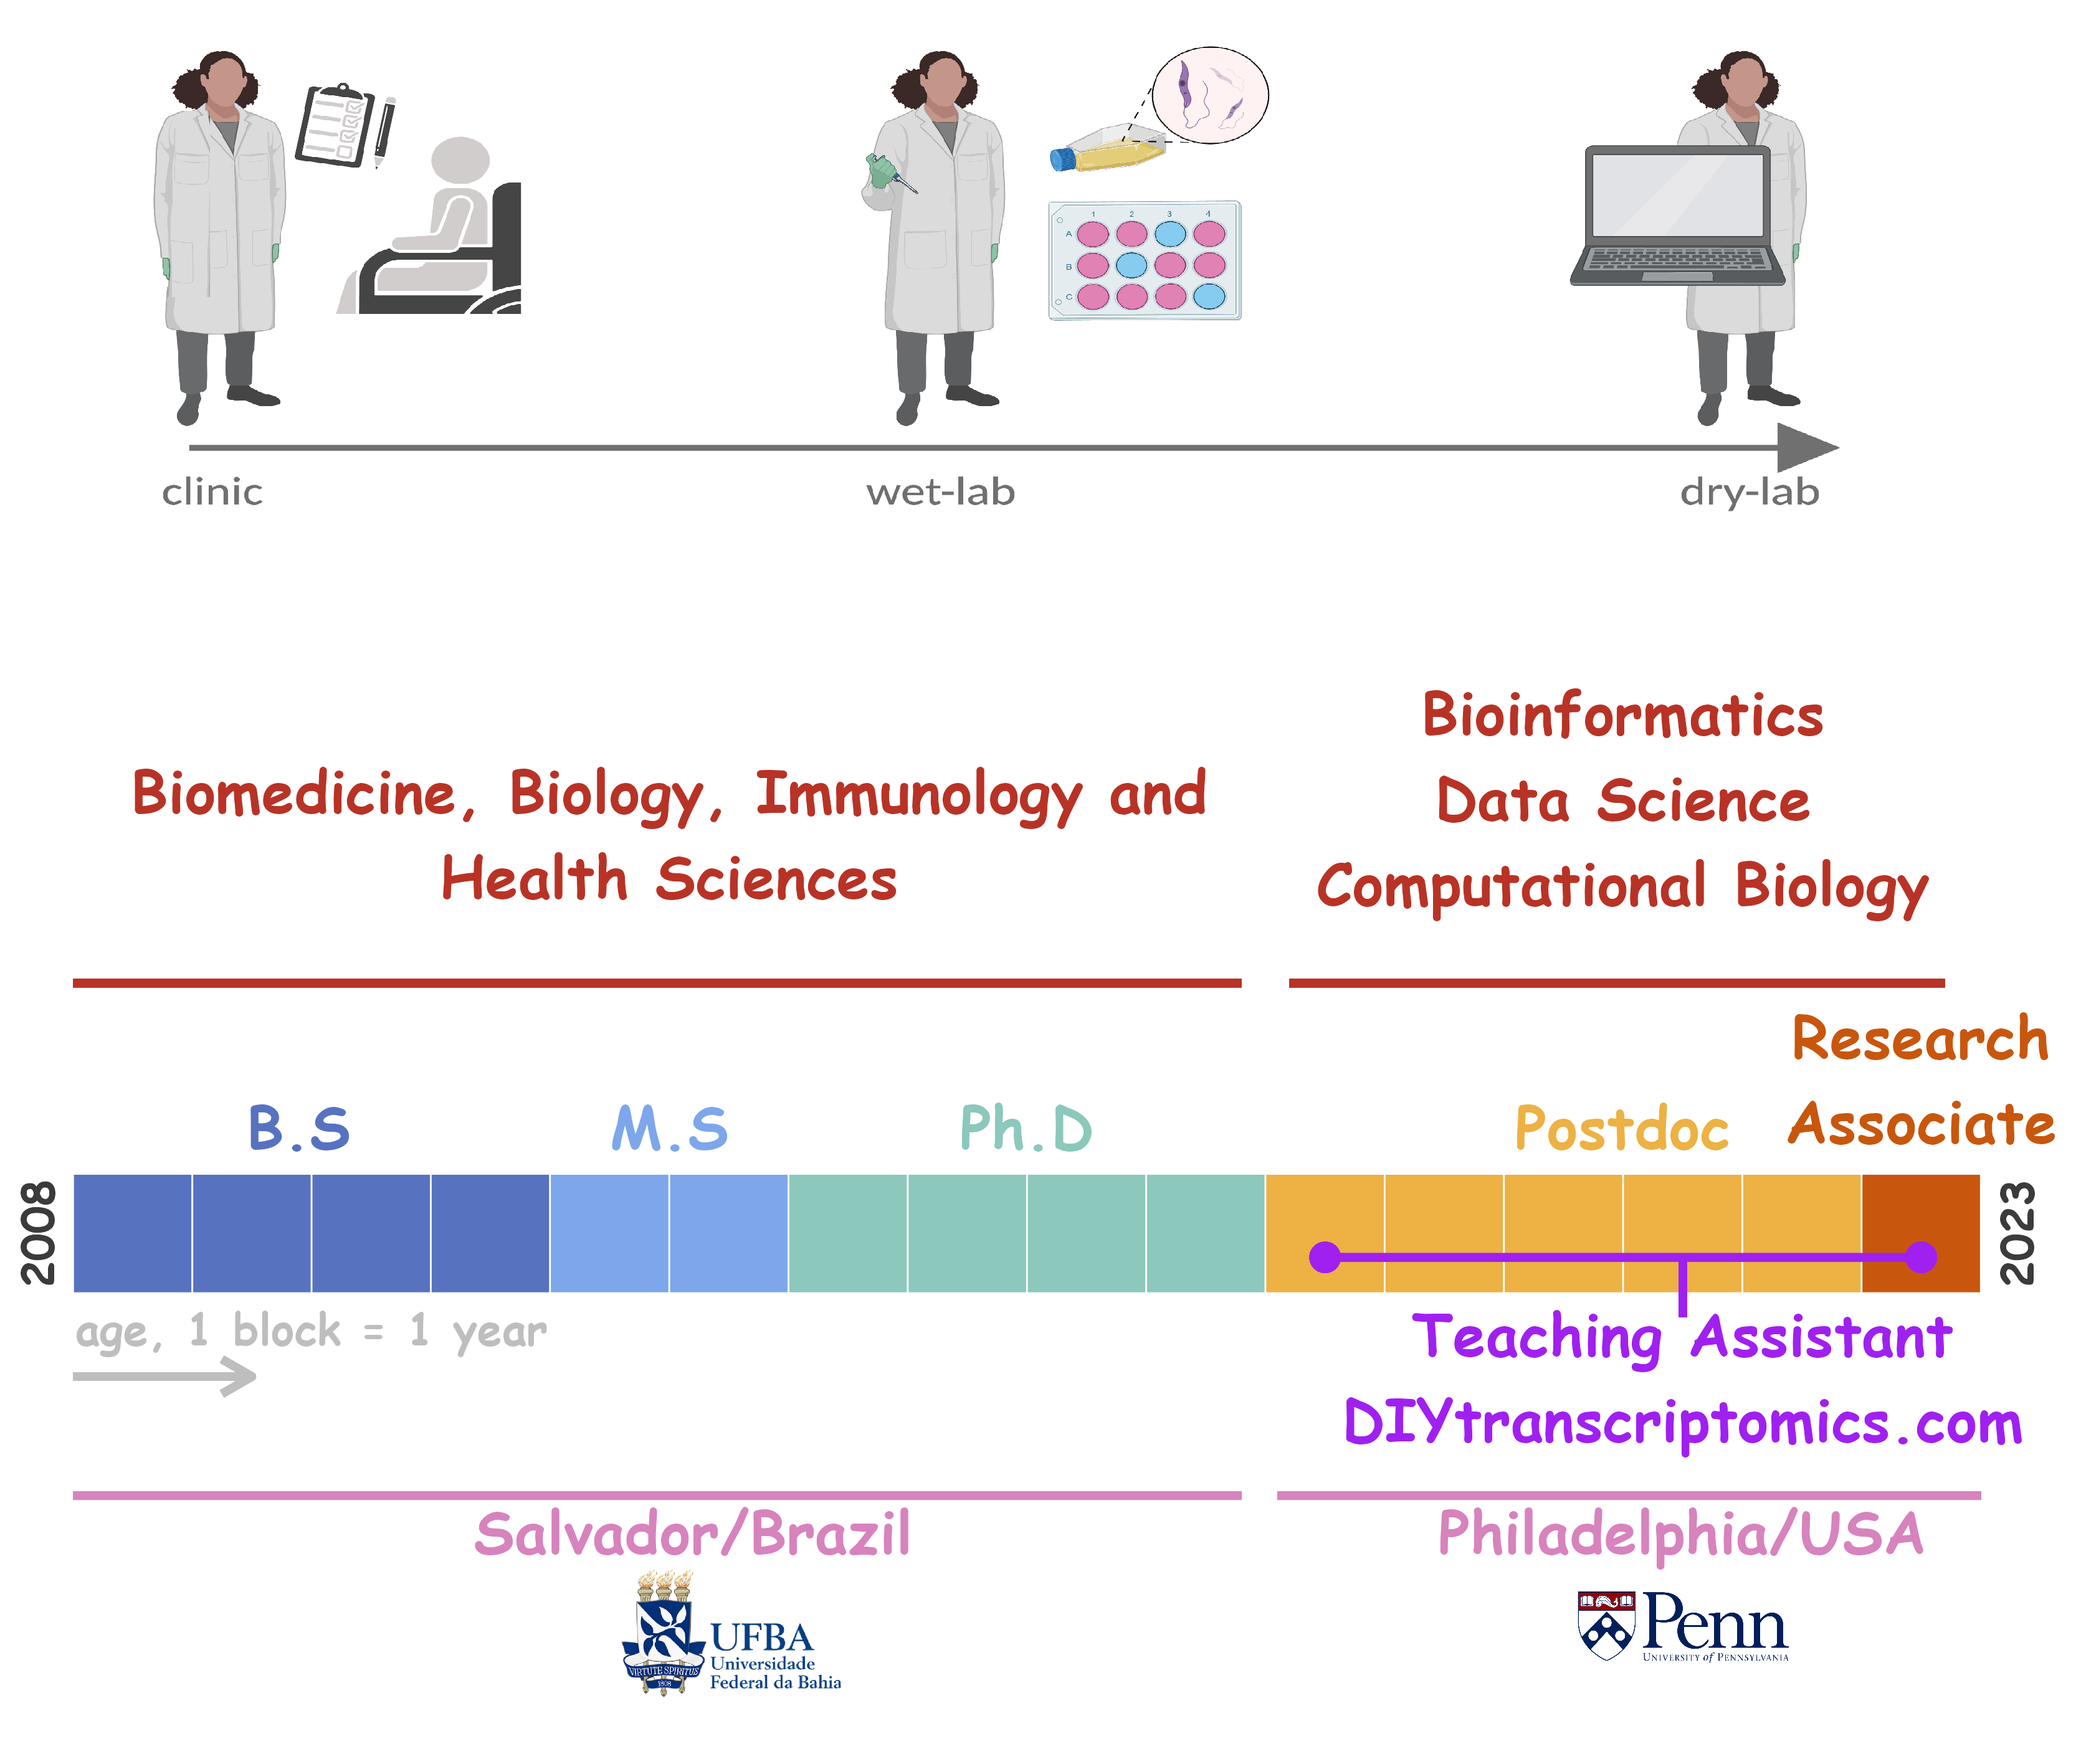 1 2 3 4
A
B
C
clinic
wet-lab
dry-lab
Biomedicine, Biology, Immunology and
Health Sciences
Bioinformatics
Data Science
Computational Biology
Research
Associate
B.S
M.S
Ph.D
Postdoc
2008
2023
age, 1 block = 1 year
Teaching Assistant
DIYtranscriptomics.com
Salvador/Brazil
Philadelphia/USA
VIRTUTE SPIRITUS
1808
UFBA
Universidade
Federal da Bahia
Penn
UNIVERSITY of PENNSYLVANIA